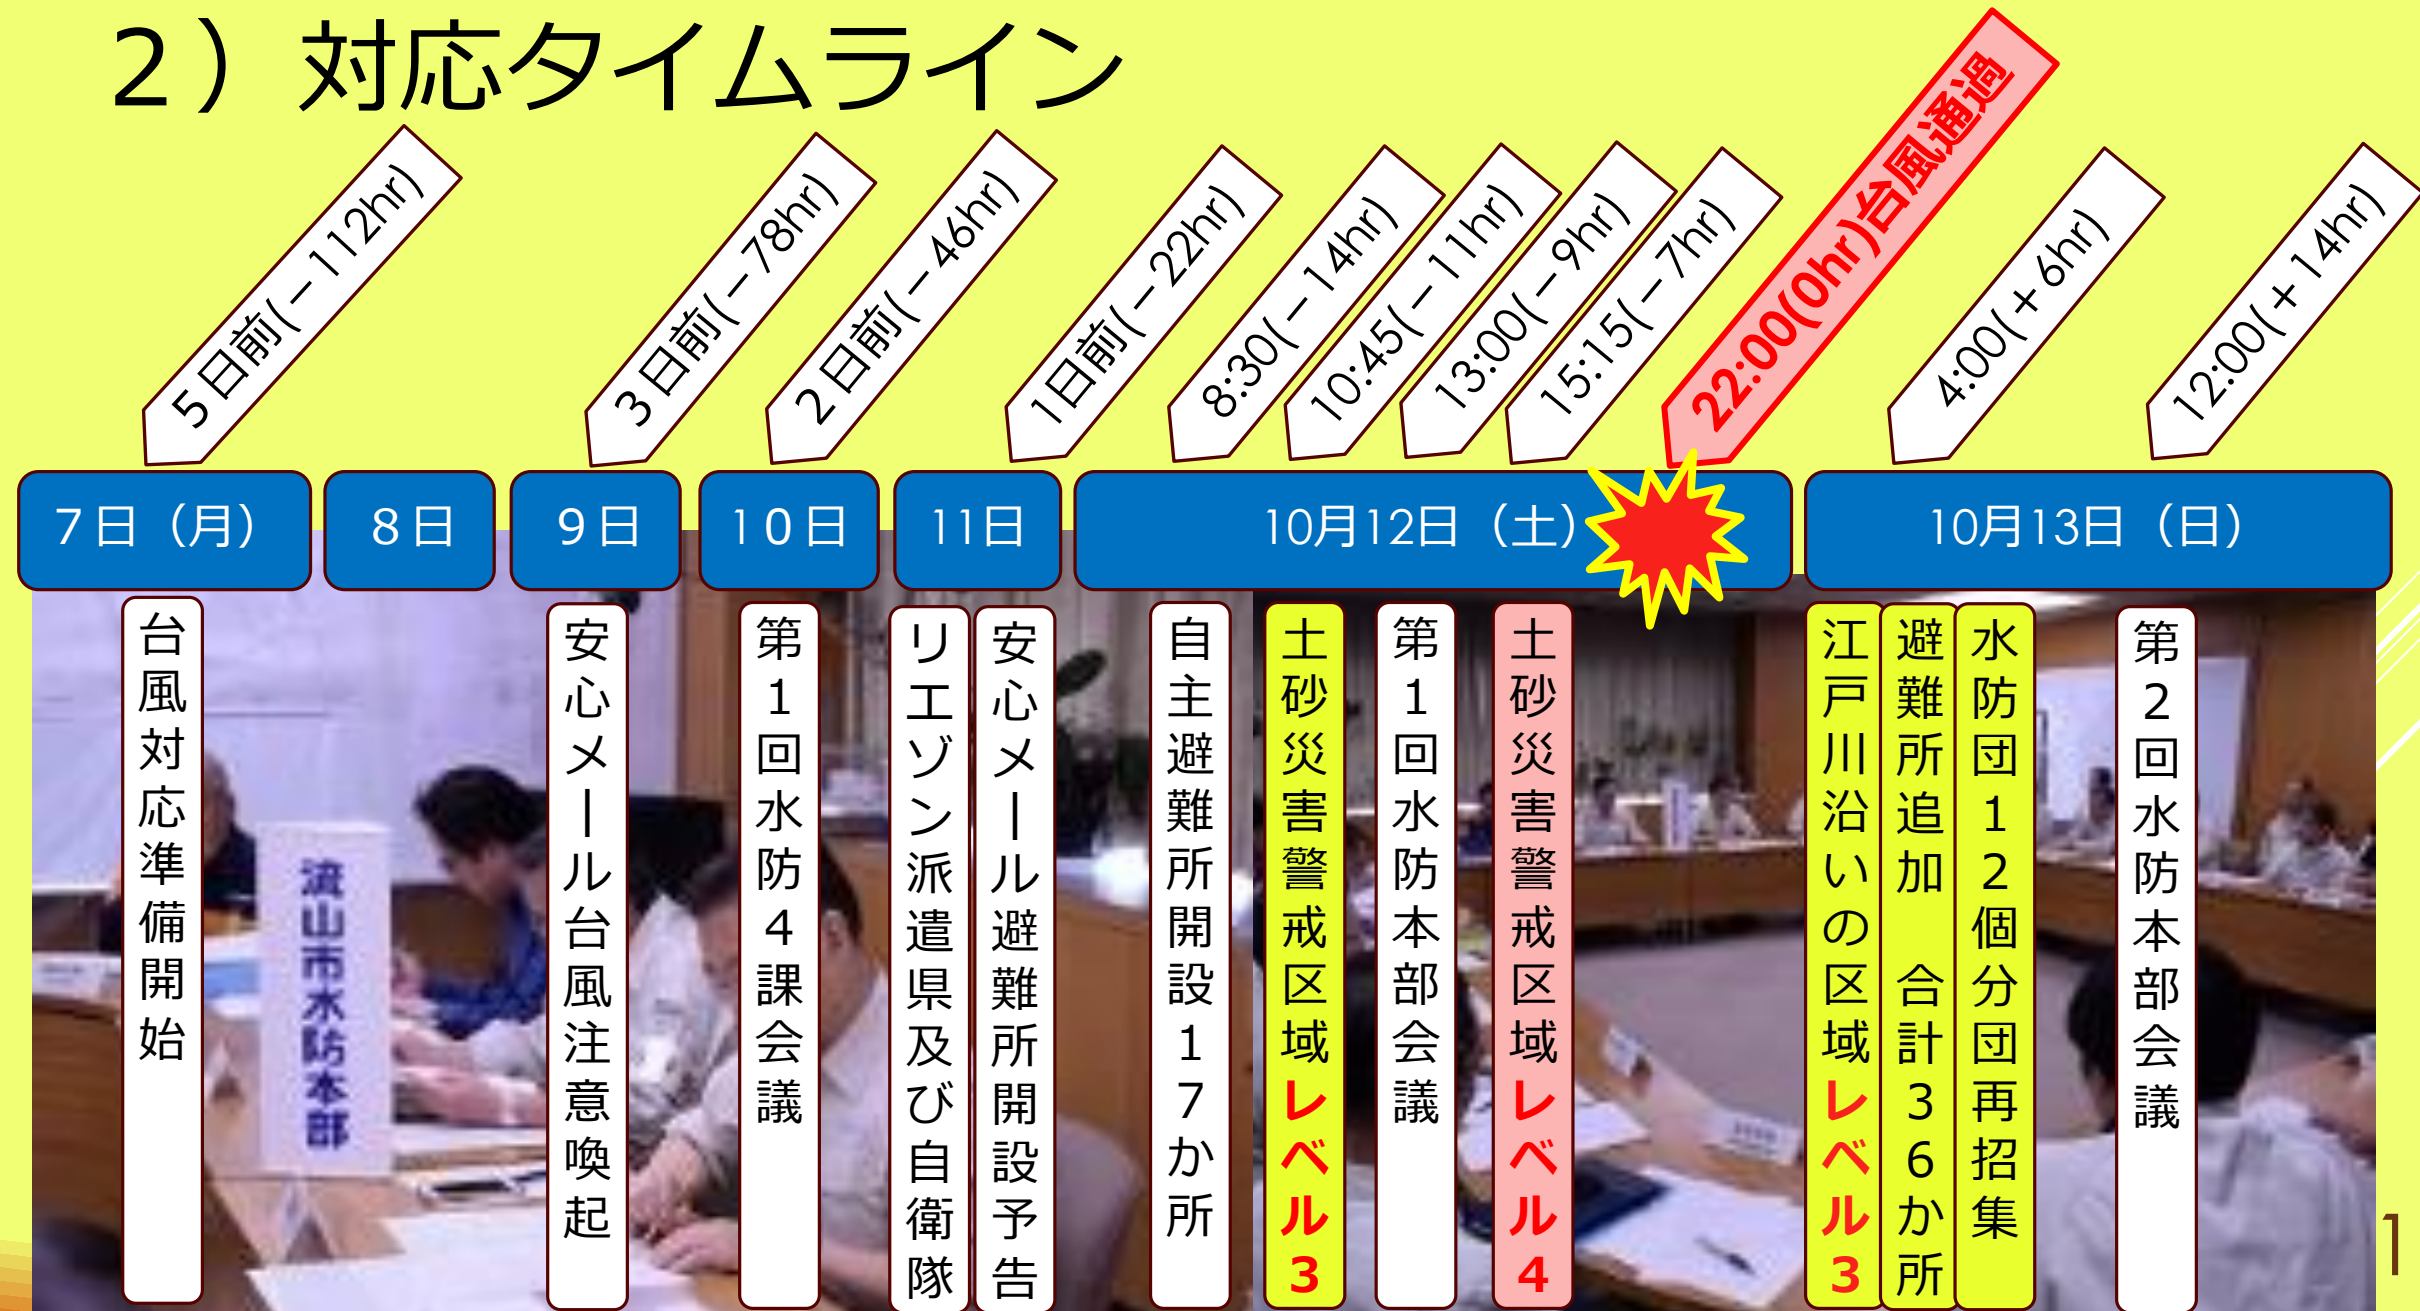 ２）対応タイムライン
５日前(－112hr)
３日前(－78hr)
２日前(－46hr)
1日前(－22hr)
8:30(－14hr)
10:45(－11hr)
13:00(－9hr)
15:15(－7hr)
22:00(0hr)台風通過
4:00(＋6hr)
12:00(＋14hr)
７日（月）
８日
９日
１０日
11日
10月12日（土）
10月13日（日）
台風対応準備開始
安心メール台風注意喚起
第１回水防４課会議
リエゾン派遣県及び自衛隊
安心メール避難所開設予告
自主避難所開設１７か所
土砂災害警戒区域レベル３
第１回水防本部会議
土砂災害警戒区域レベル４
江戸川沿いの区域レベル３
避難所追加　合計３６か所
水防団１２個分団再招集
第２回水防本部会議
流山市水防本部
1